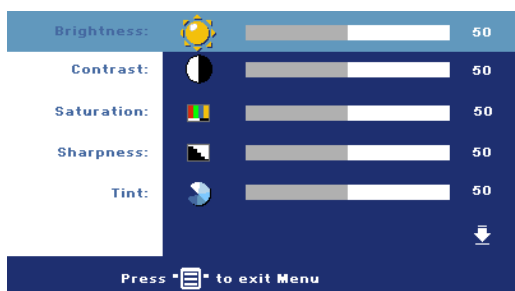 Brightness: 50
Contrast: 50
Saturation: 50
Sharpness: 50
Tint: 50
Press "" to exit Menu